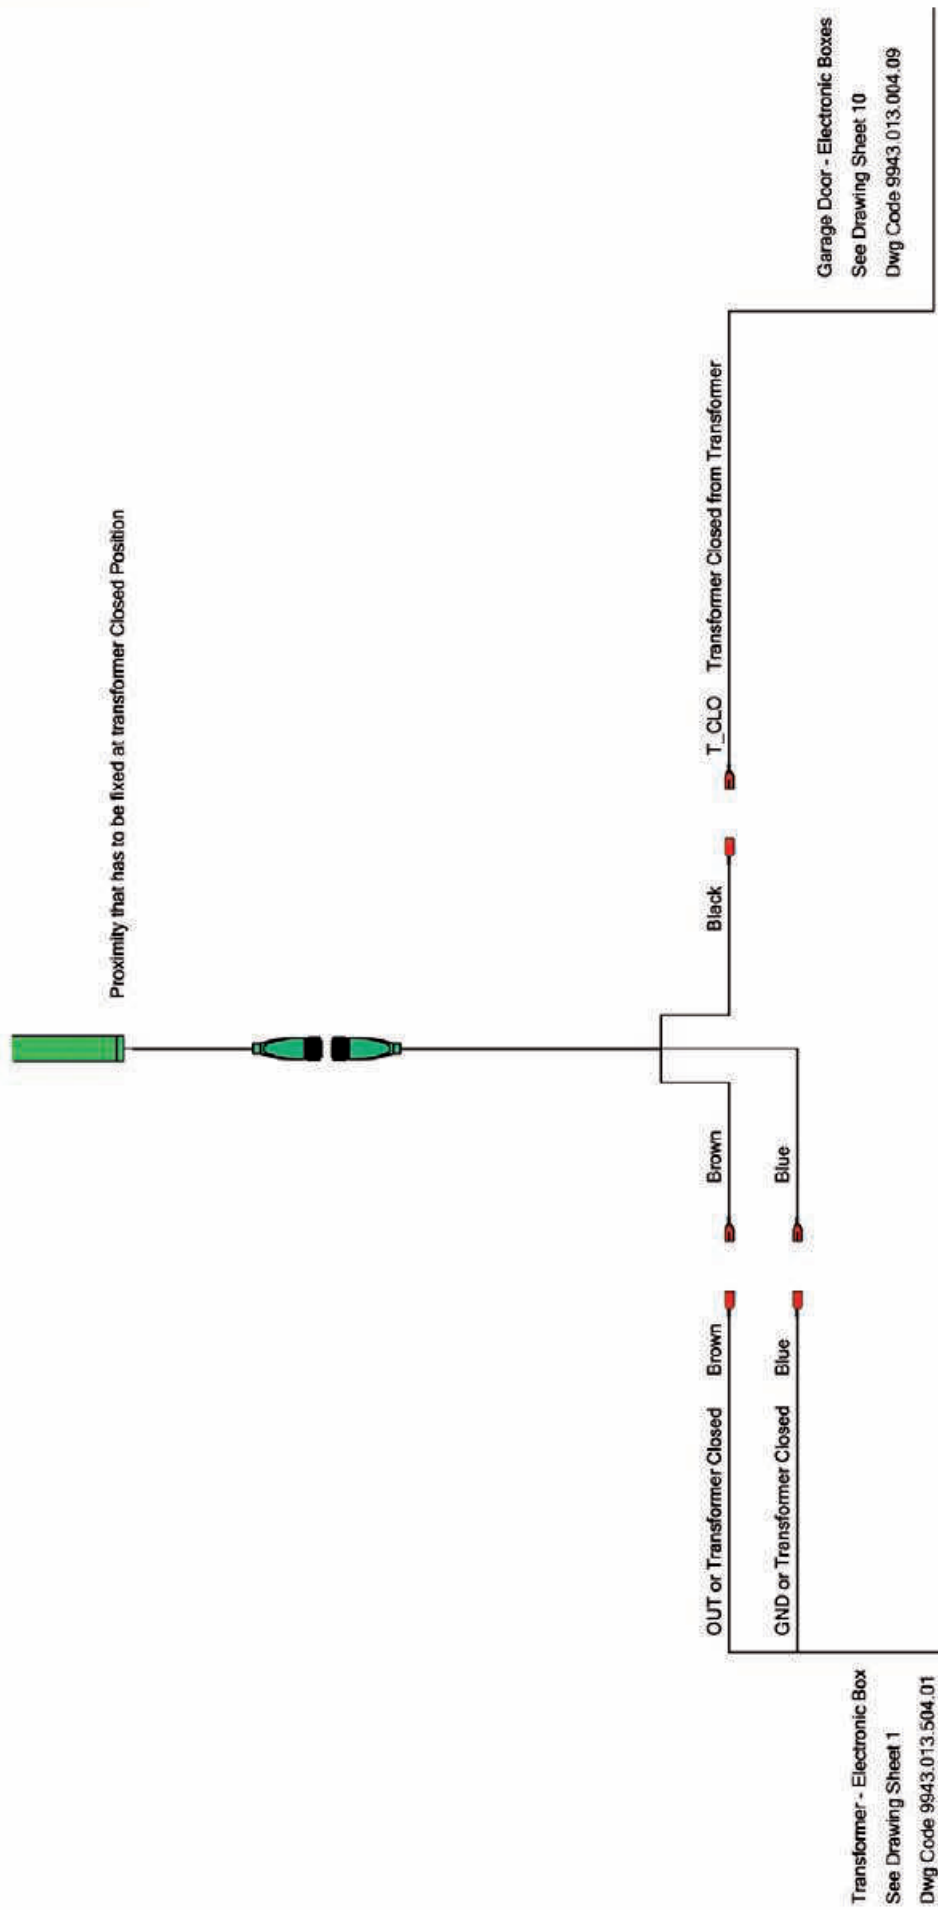 Proximity that has to be fixed at transformer Closed Position
OUT or Transformer Closed
Brown
Brown
Black
T_CLO
Transformer Closed from Transformer
GND or Transformer Closed
Blue
Blue
Transformer - Electronic Box
See Drawing Sheet 1
Dwg Code 9943.013.504.01
Garage Door - Electronic Boxes
See Drawing Sheet 10
Dwg Code 9943.013.004.09